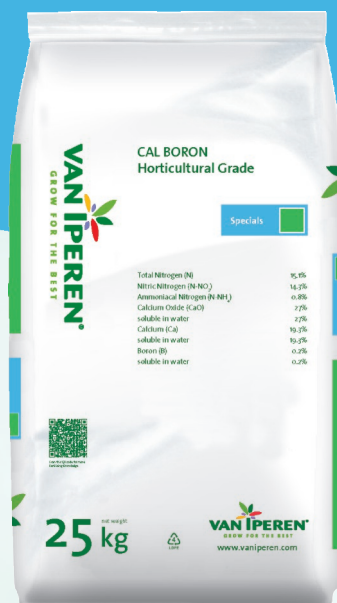 CAL BORON
Horticultural Grade
Specials
VAN IPEREN®
GROW FOR THE BEST
Total Nitrogen (N) 15.1%
Nitric Nitrogen (N-NO3) 14.3%
Ammoniacal Nitrogen (N-NH4) 0.8%
Calcium Oxide (CaO) 27%
soluble in water 27%
Calcium (Ca) 19.3%
soluble in water 19.3%
Boron (B) 0.2%
soluble in water 0.2%
net weight
25 kg
4
LDPE
VAN IPEREN®
GROW FOR THE BEST
www.vaniperen.com